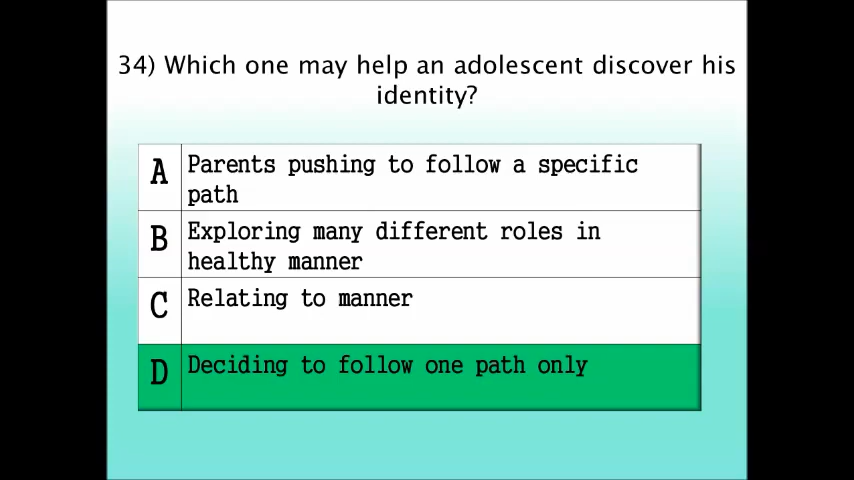 34) Which one may help an adolescent discover his
identity?
A Parents pushing to follow a specific
path
B Exploring many different roles in
healthy manner
C Relating to manner
D Deciding to follow one path only